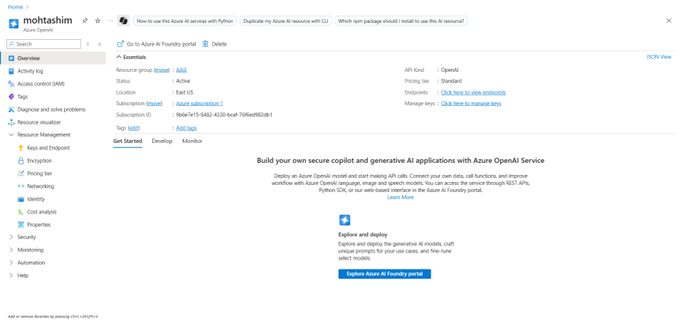 Home >
mohtashim
Azure OpenAI
How to use this Azure AI services with Python
Duplicate my Azure AI resource with CLI
Which npm package should I install to use this AI resource?
Search
Go to Azure AI Foundry portal
Delete
Overview
Activity log
Access control (IAM)
Tags
Diagnose and solve problems
Resource visualizer
Resource Management
Keys and Endpoint
Encryption
Pricing tier
Networking
Identity
Cost analysis
Properties
Security
Monitoring
Automation
Help
Add or remove favorites by pressing Ctrl+Shift+F
Essentials
JSON View
Resource group (move) : AAIS
Status : Active
Location : East US
Subscription (move) : Azure subscription 1
Subscription ID : 9b6e7e15-6482-4330-bcaf-76f6ed982db1
Tags (edit) : Add tags
API Kind : OpenAI
Pricing tier : Standard
Endpoints : Click here to view endpoints
Manage keys : Click here to manage keys
Get Started Develop Monitor
Build your own secure copilot and generative AI applications with Azure OpenAI Service
Deploy an Azure OpenAI model and start making API calls. Connect your own data, call functions, and improve
workflow with Azure OpenAI language, image and speech models. You can access the service through REST APIs,
Python SDK, or our web-based interface in the Azure AI Foundry portal.
Learn More
Explore and deploy
Explore and deploy the generative AI models, craft
unique prompts for your use cases, and fine-tune
select models.
Explore Azure AI Foundry portal